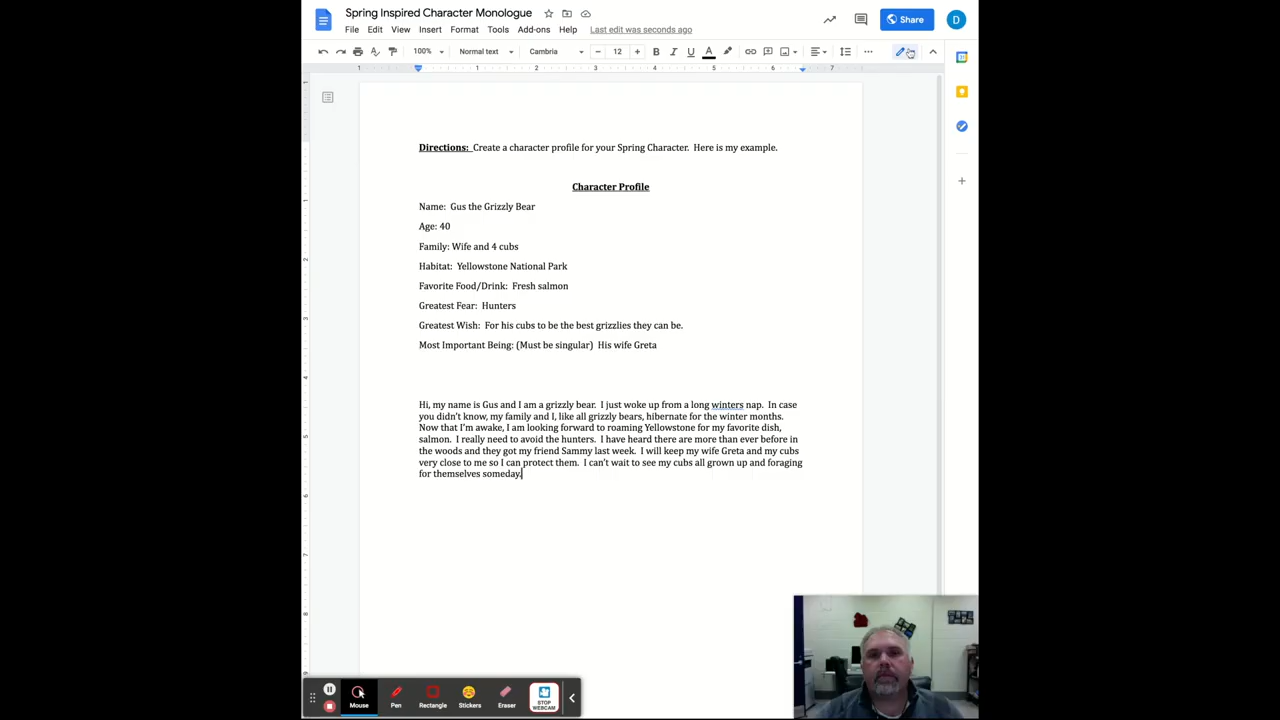 Spring Inspired Character Monologue
File Edit View Insert Format Tools Add-ons Help Last edit was seconds ago
Share
D
100% Normal text Cambria 12 B I U A
1 1 2 3 4 5 6 7
Directions:  Create a character profile for your Spring Character.  Here is my example.
Character Profile
Name:  Gus the Grizzly Bear
Age: 40
Family: Wife and 4 cubs
Habitat:  Yellowstone National Park
Favorite Food/Drink:  Fresh salmon
Greatest Fear:  Hunters
Greatest Wish:  For his cubs to be the best grizzlies they can be.
Most Important Being: (Must be singular)  His wife Greta
Hi, my name is Gus and I am a grizzly bear.  I just woke up from a long winters nap.  In case
you didn't know, my family and I, like all grizzly bears, hibernate for the winter months.
Now that I'm awake, I am looking forward to roaming Yellowstone for my favorite dish,
salmon.  I really need to avoid the hunters.  I have heard there are more than ever before in
the woods and they got my friend Sammy last week.  I will keep my wife Greta and my cubs
very close to me so I can protect them.  I can't wait to see my cubs all grown up and foraging
for themselves someday.
Mouse Pen Rectangle Stickers Eraser STOP WEBCAM